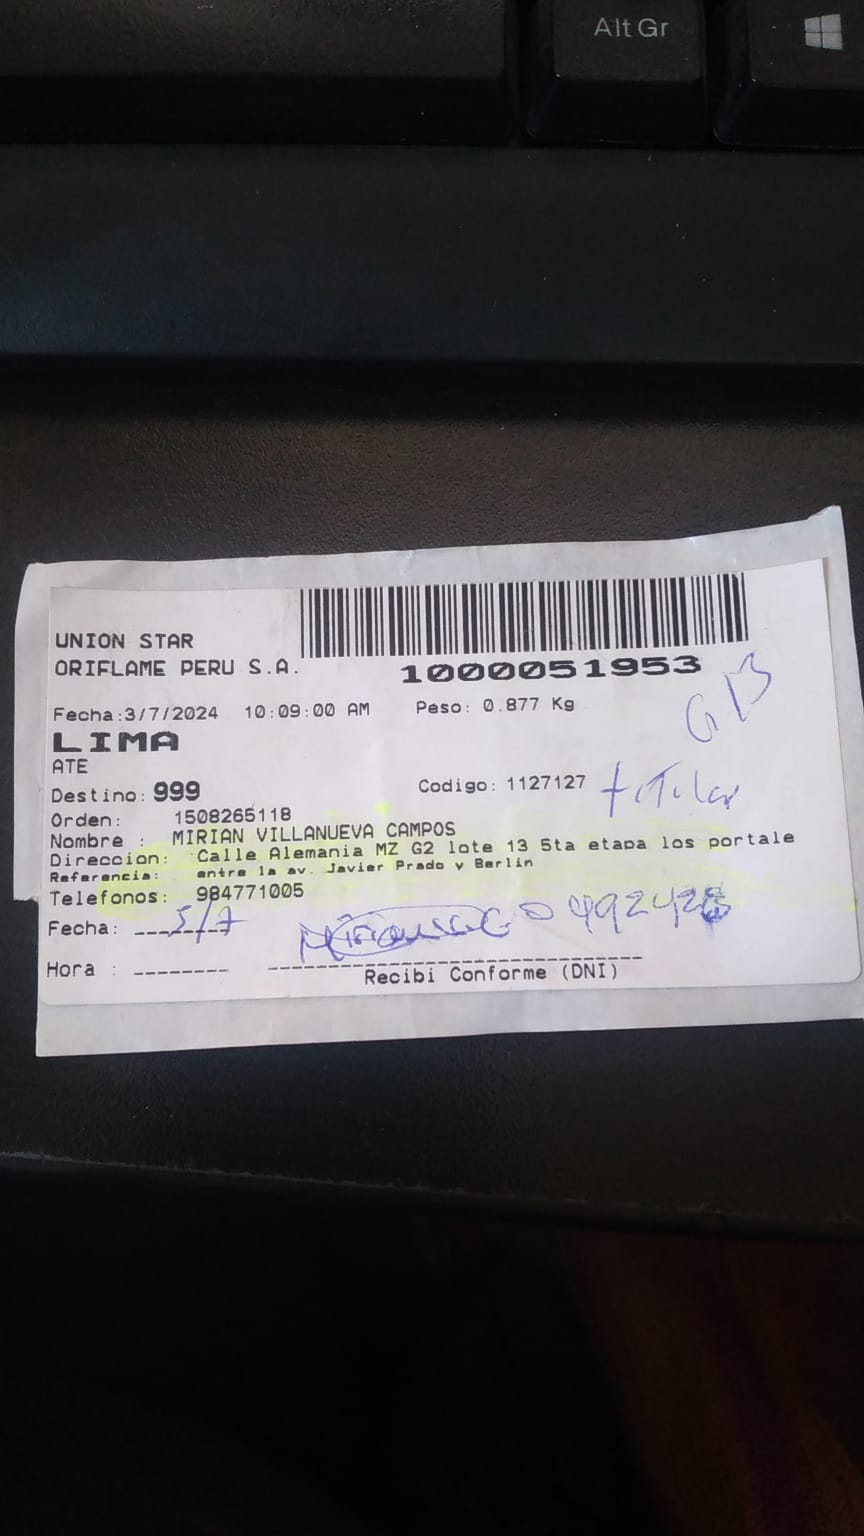 Alt Gr
UNION STAR
ORIFLAME PERU S.A.
1000051953
Fecha:3/7/2024 10:09:00 AM Peso: 0.877 Kg
LIMA
ATE
Destino: 999 Codigo: 1127127 titular
Orden: 1508265118
Nombre : MIRIAN VILLANUEVA CAMPOS
Direccion: Calle Alemania MZ G2 lote 13 5ta etapa los portale
Referencia: entre la av. Javier Prado y Berlin
Telefonos: 984771005
Fecha: 5/7
Hora : --------
Recibi Conforme (DNI)